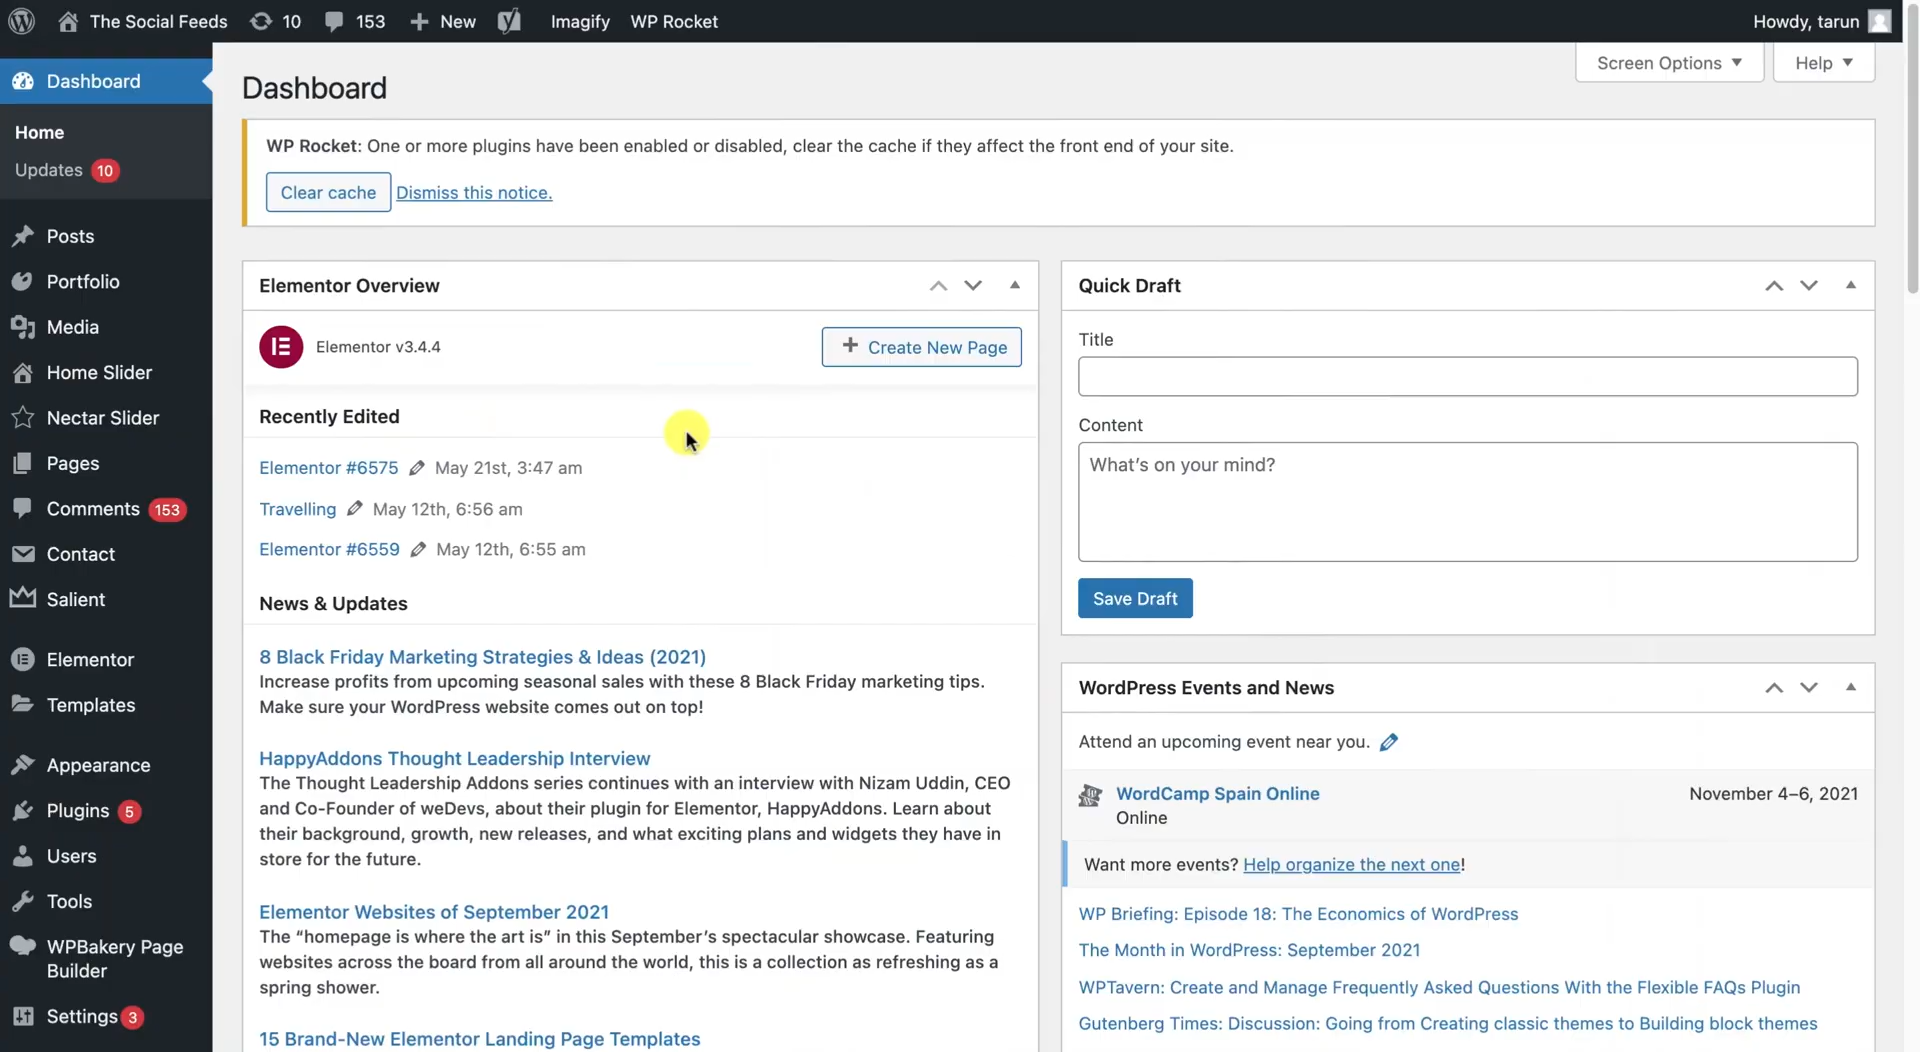 The Social Feeds 10 153 New Imagify WP Rocket Howdy, tarun
Dashboard
Home
Updates 10
Posts
Portfolio
Media
Home Slider
Nectar Slider
Pages
Comments 153
Contact
Salient
Elementor
Templates
Appearance
Plugins 5
Users
Tools
WPBakery Page
Builder
Settings 3
Screen Options Help
Dashboard
WP Rocket: One or more plugins have been enabled or disabled, clear the cache if they affect the front end of your site.
Clear cache Dismiss this notice.
Elementor Overview
Elementor v3.4.4 Create New Page
Recently Edited
Elementor #6575 May 21st, 3:47 am
Travelling May 12th, 6:56 am
Elementor #6559 May 12th, 6:55 am
News & Updates
8 Black Friday Marketing Strategies & Ideas (2021)
Increase profits from upcoming seasonal sales with these 8 Black Friday marketing tips.
Make sure your WordPress website comes out on top!
HappyAddons Thought Leadership Interview
The Thought Leadership Addons series continues with an interview with Nizam Uddin, CEO
and Co-Founder of weDevs, about their plugin for Elementor, HappyAddons. Learn about
their background, growth, new releases, and what exciting plans and widgets they have in
store for the future.
Elementor Websites of September 2021
The “homepage is where the art is” in this September’s spectacular showcase. Featuring
websites across the board from all around the world, this is a collection as refreshing as a
spring shower.
15 Brand-New Elementor Landing Page Templates
Quick Draft
Title
Content
What’s on your mind?
Save Draft
WordPress Events and News
Attend an upcoming event near you.
WordCamp Spain Online November 4–6, 2021
Online
Want more events? Help organize the next one!
WP Briefing: Episode 18: The Economics of WordPress
The Month in WordPress: September 2021
WPTavern: Create and Manage Frequently Asked Questions With the Flexible FAQs Plugin
Gutenberg Times: Discussion: Going from Creating classic themes to Building block themes